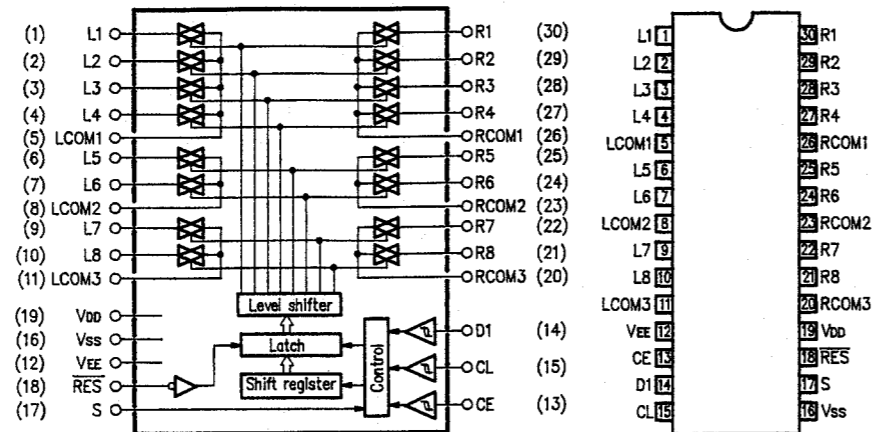 (1) L1 R1 (30)
(2) L2 R2 (29)
(3) L3 R3 (28)
(4) L4 R4 (27)
(5) LCOM1 RCOM1 (26)
(6) L5 R5 (25)
(7) L6 R6 (24)
(8) LCOM2 RCOM2 (23)
(9) L7 R7 (22)
(10) L8 R8 (21)
(11) LCOM3 RCOM3 (20)
Level shifter
(19) VDD
(16) VSS
(12) VEE
(18) RES
(17) S
Latch
Shift register
Control
D1 (14)
CL (15)
CE (13)
L1 1 30 R1
L2 2 29 R2
L3 3 28 R3
L4 4 27 R4
LCOM1 5 26 RCOM1
L5 6 25 R5
L6 7 24 R6
LCOM2 8 23 RCOM2
L7 9 22 R7
L8 10 21 R8
LCOM3 11 20 RCOM3
VEE 12 19 VDD
CE 13 18 RES
D1 14 17 S
CL 15 16 VSS